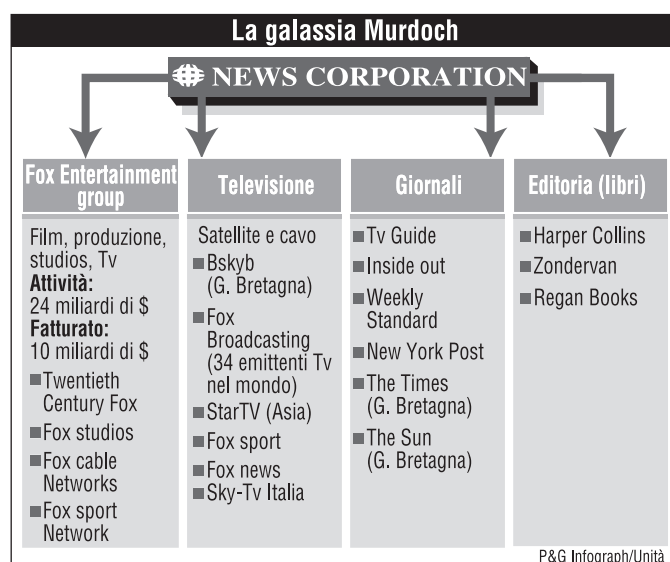 La galassia Murdoch
NEWS CORPORATION
Fox Entertainment
group
Film, produzione,
studios, Tv
Attività:
24 miliardi di $
Fatturato:
10 miliardi di $
Twentieth
Century Fox
Fox studios
Fox cable
Networks
Fox sport
Network
Televisione
Satellite e cavo
Bskyb
(G. Bretagna)
Fox
Broadcasting
(34 emittenti Tv
nel mondo)
StarTV (Asia)
Fox sport
Fox news
Sky-Tv Italia
Giornali
Tv Guide
Inside out
Weekly
Standard
New York Post
The Times
(G. Bretagna)
The Sun
(G. Bretagna)
Editoria (libri)
Harper Collins
Zondervan
Regan Books
P&G Infograph/Unità